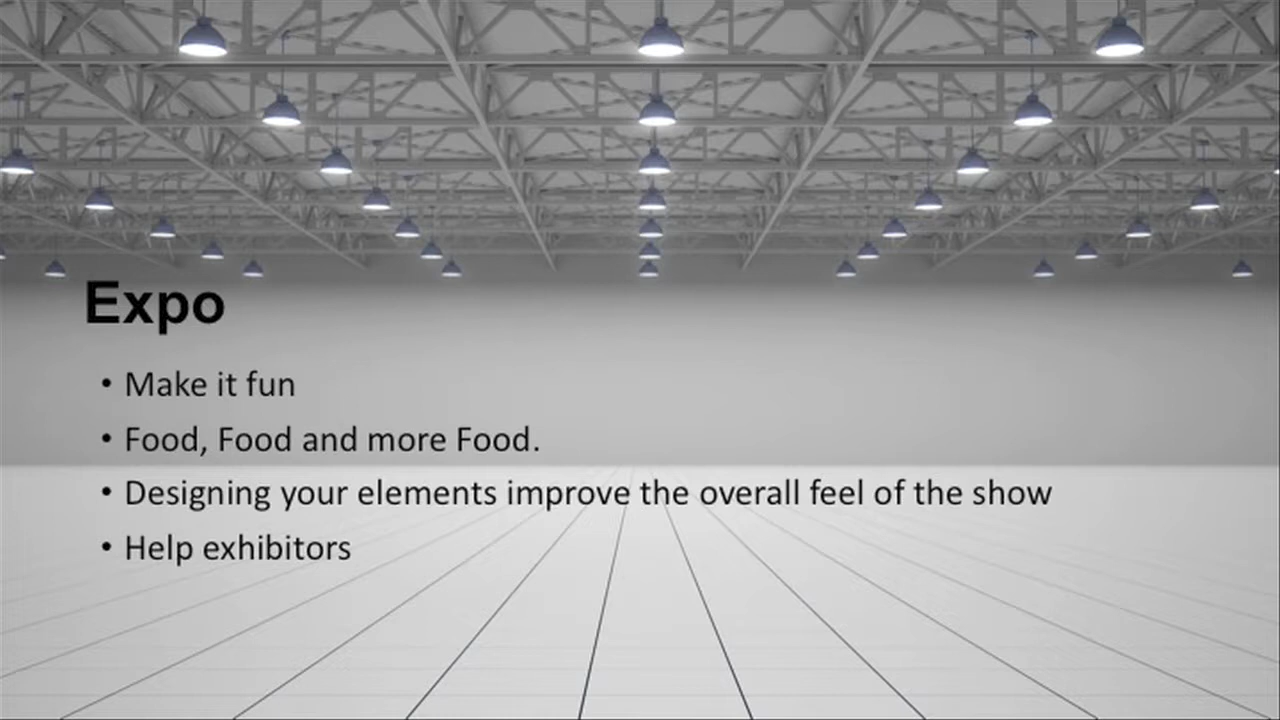 Expo
• Make it fun
• Food, Food and more Food.
• Designing your elements improve the overall feel of the show
• Help exhibitors